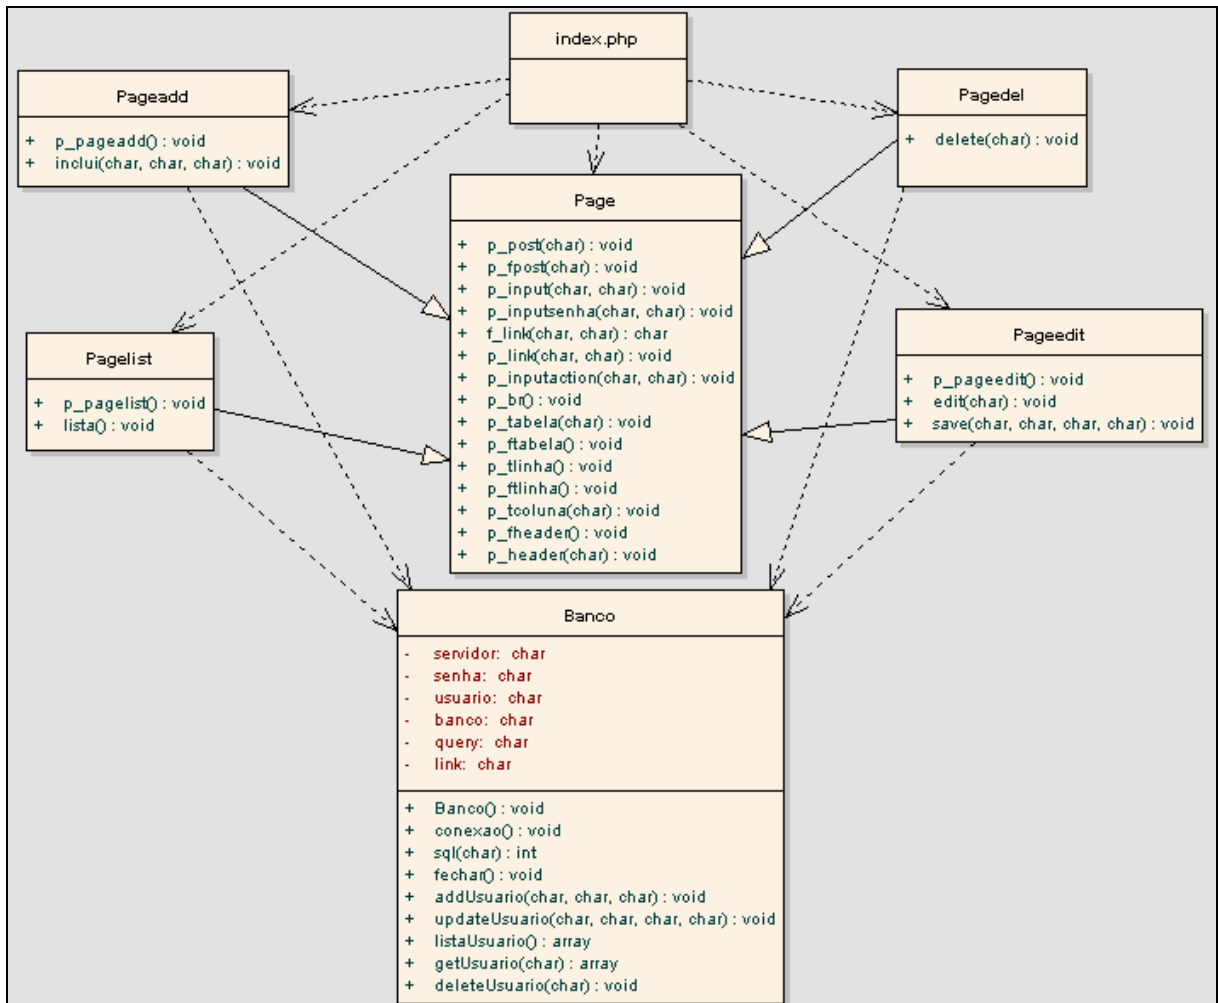 index.php
Pageadd
+ p_pageadd() : void
+ inclui(char, char, char) : void
Pagedel
+ delete(char) : void
Page
+ p_post(char) : void
+ p_fpost(char) : void
+ p_input(char, char) : void
+ p_inputsenha(char, char) : void
+ f_link(char, char) : char
+ p_link(char, char) : void
+ p_inputaction(char, char) : void
+ p_br() : void
+ p_tabela(char) : void
+ p_ftabela() : void
+ p_tlinha() : void
+ p_ftlinha() : void
+ p_tcoluna(char) : void
+ p_fheader() : void
+ p_header(char) : void
Pagelist
+ p_pagelist() : void
+ lista() : void
Pageedit
+ p_pageedit() : void
+ edit(char) : void
+ save(char, char, char, char) : void
Banco
- servidor: char
- senha: char
- usuario: char
- banco: char
- query: char
- link: char
+ Banco() : void
+ conexao() : void
+ sql(char) : int
+ fechar() : void
+ addUsuario(char, char, char) : void
+ updateUsuario(char, char, char, char) : void
+ listaUsuario() : array
+ getUsuario(char) : array
+ deleteUsuario(char) : void